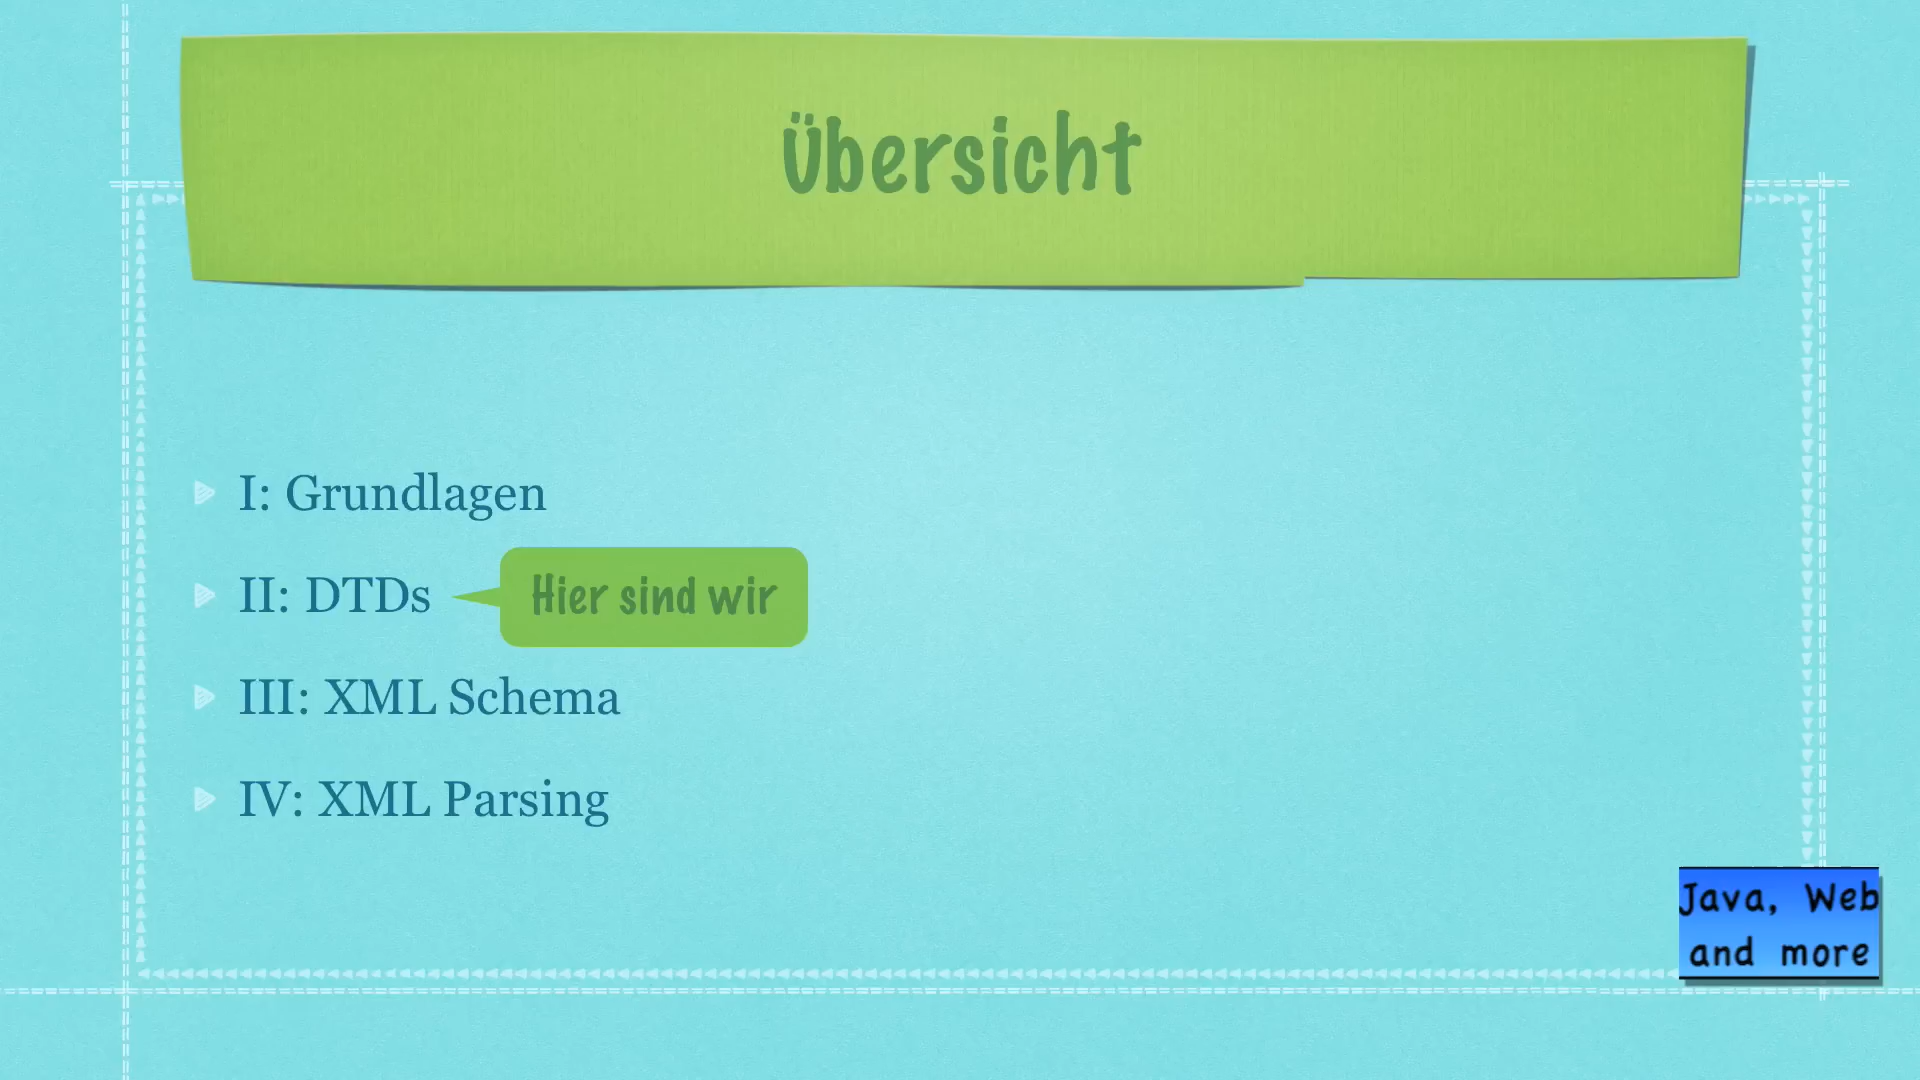 Übersicht
I: Grundlagen
II: DTDs
Hier sind wir
III: XML Schema
IV: XML Parsing
Java, Web
and more